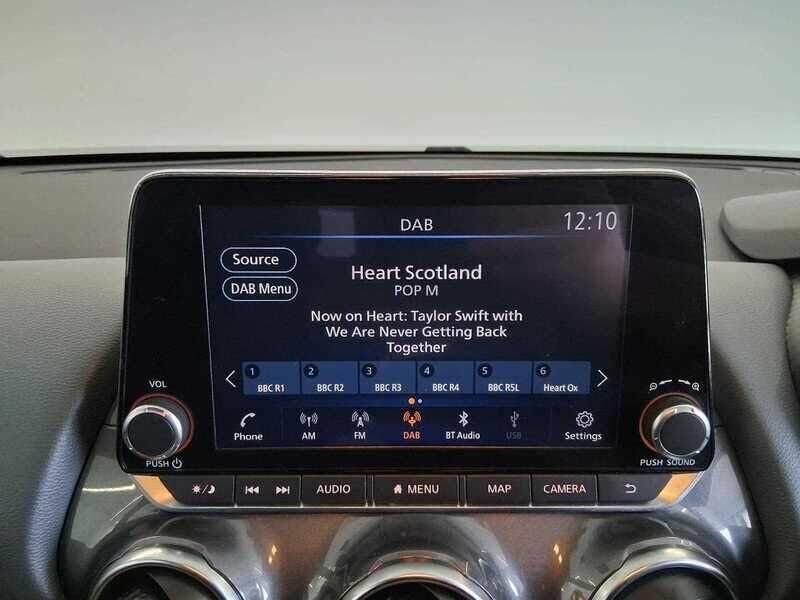 DAB
12:10
Source
DAB Menu
Heart Scotland
POP M
Now on Heart: Taylor Swift with
We Are Never Getting Back
Together
1 2 3 4 5 6
BBC R1 BBC R2 BBC R3 BBC R4 BBC R5L Heart Ox
Phone AM FM DAB BT Audio USB Settings
VOL
PUSH
PUSH SOUND
AUDIO MENU MAP CAMERA